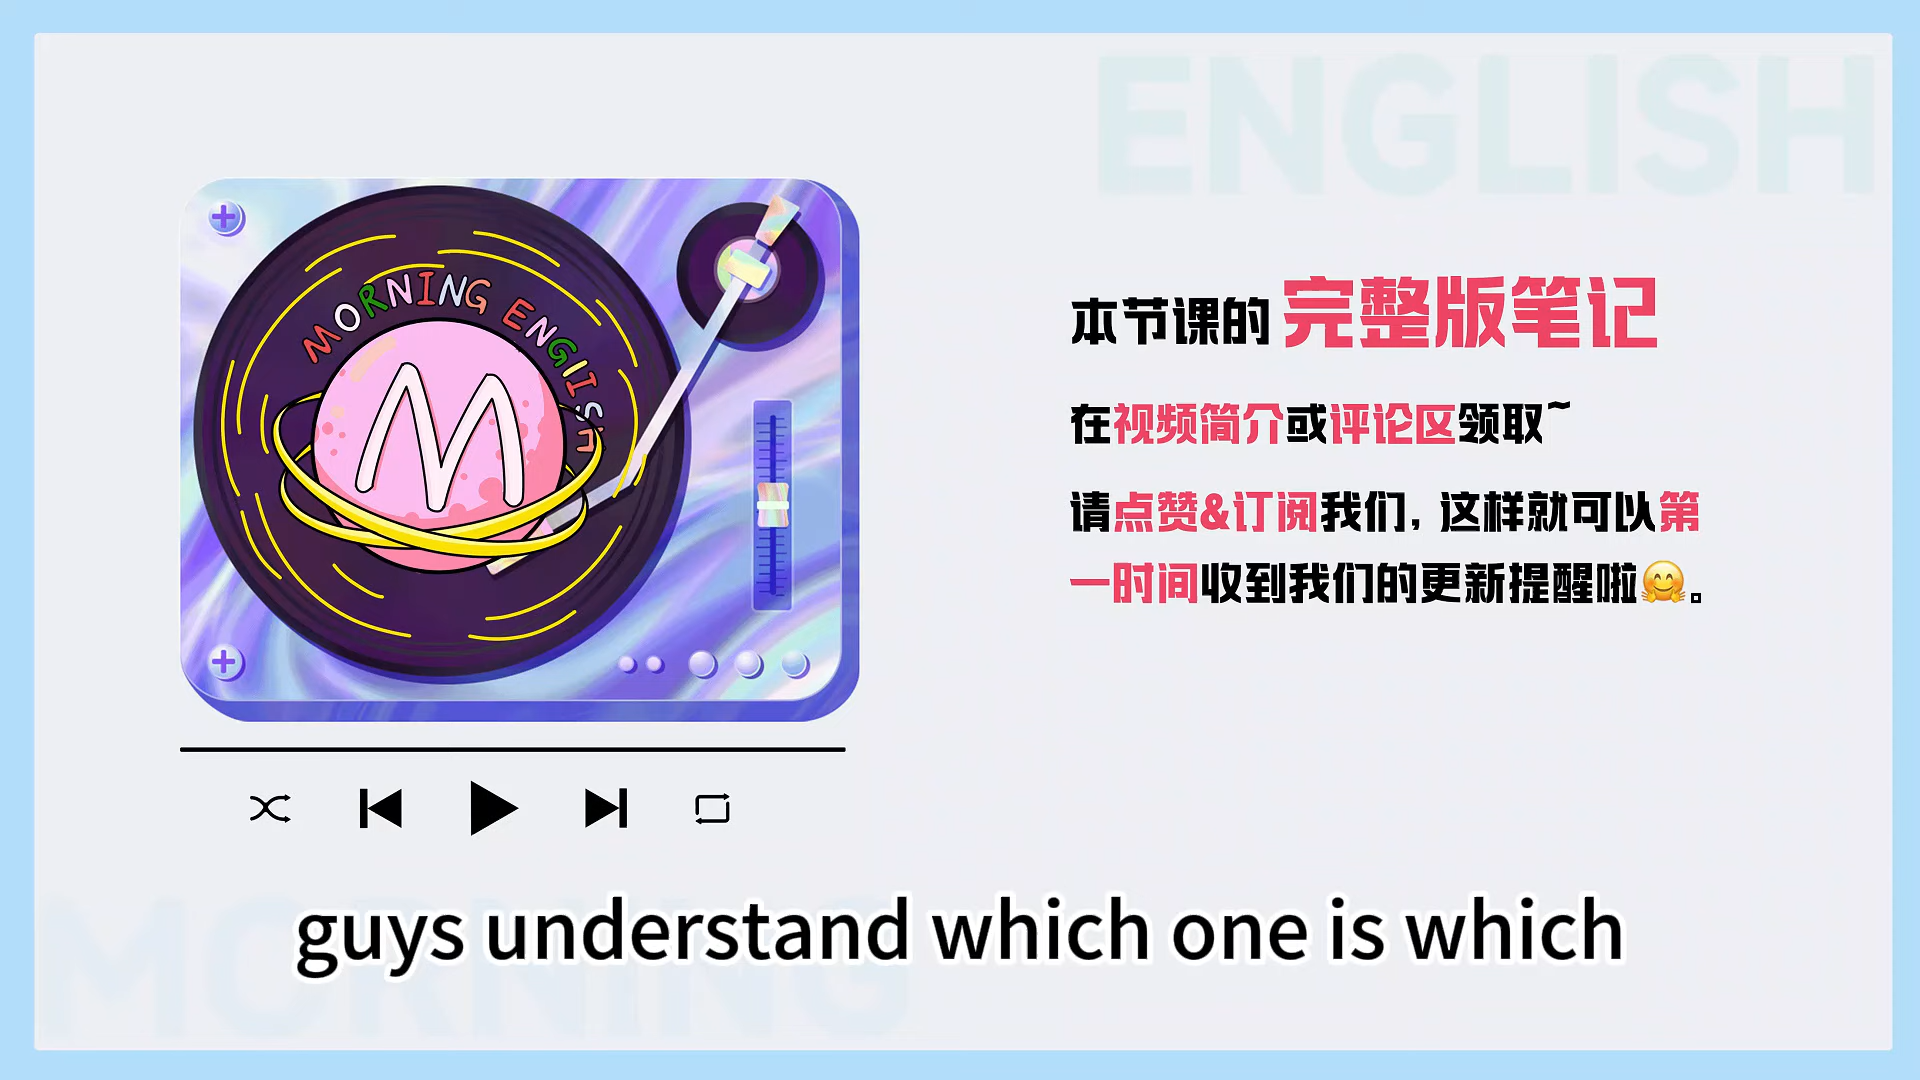 ENGLISH
MORNING ENGLISH
M
本节课的 完整版笔记
在视频简介或评论区领取~
请点赞&订阅我们,这样就可以第
一时间收到我们的更新提醒啦🤗。
MORNING
guys understand which one is which